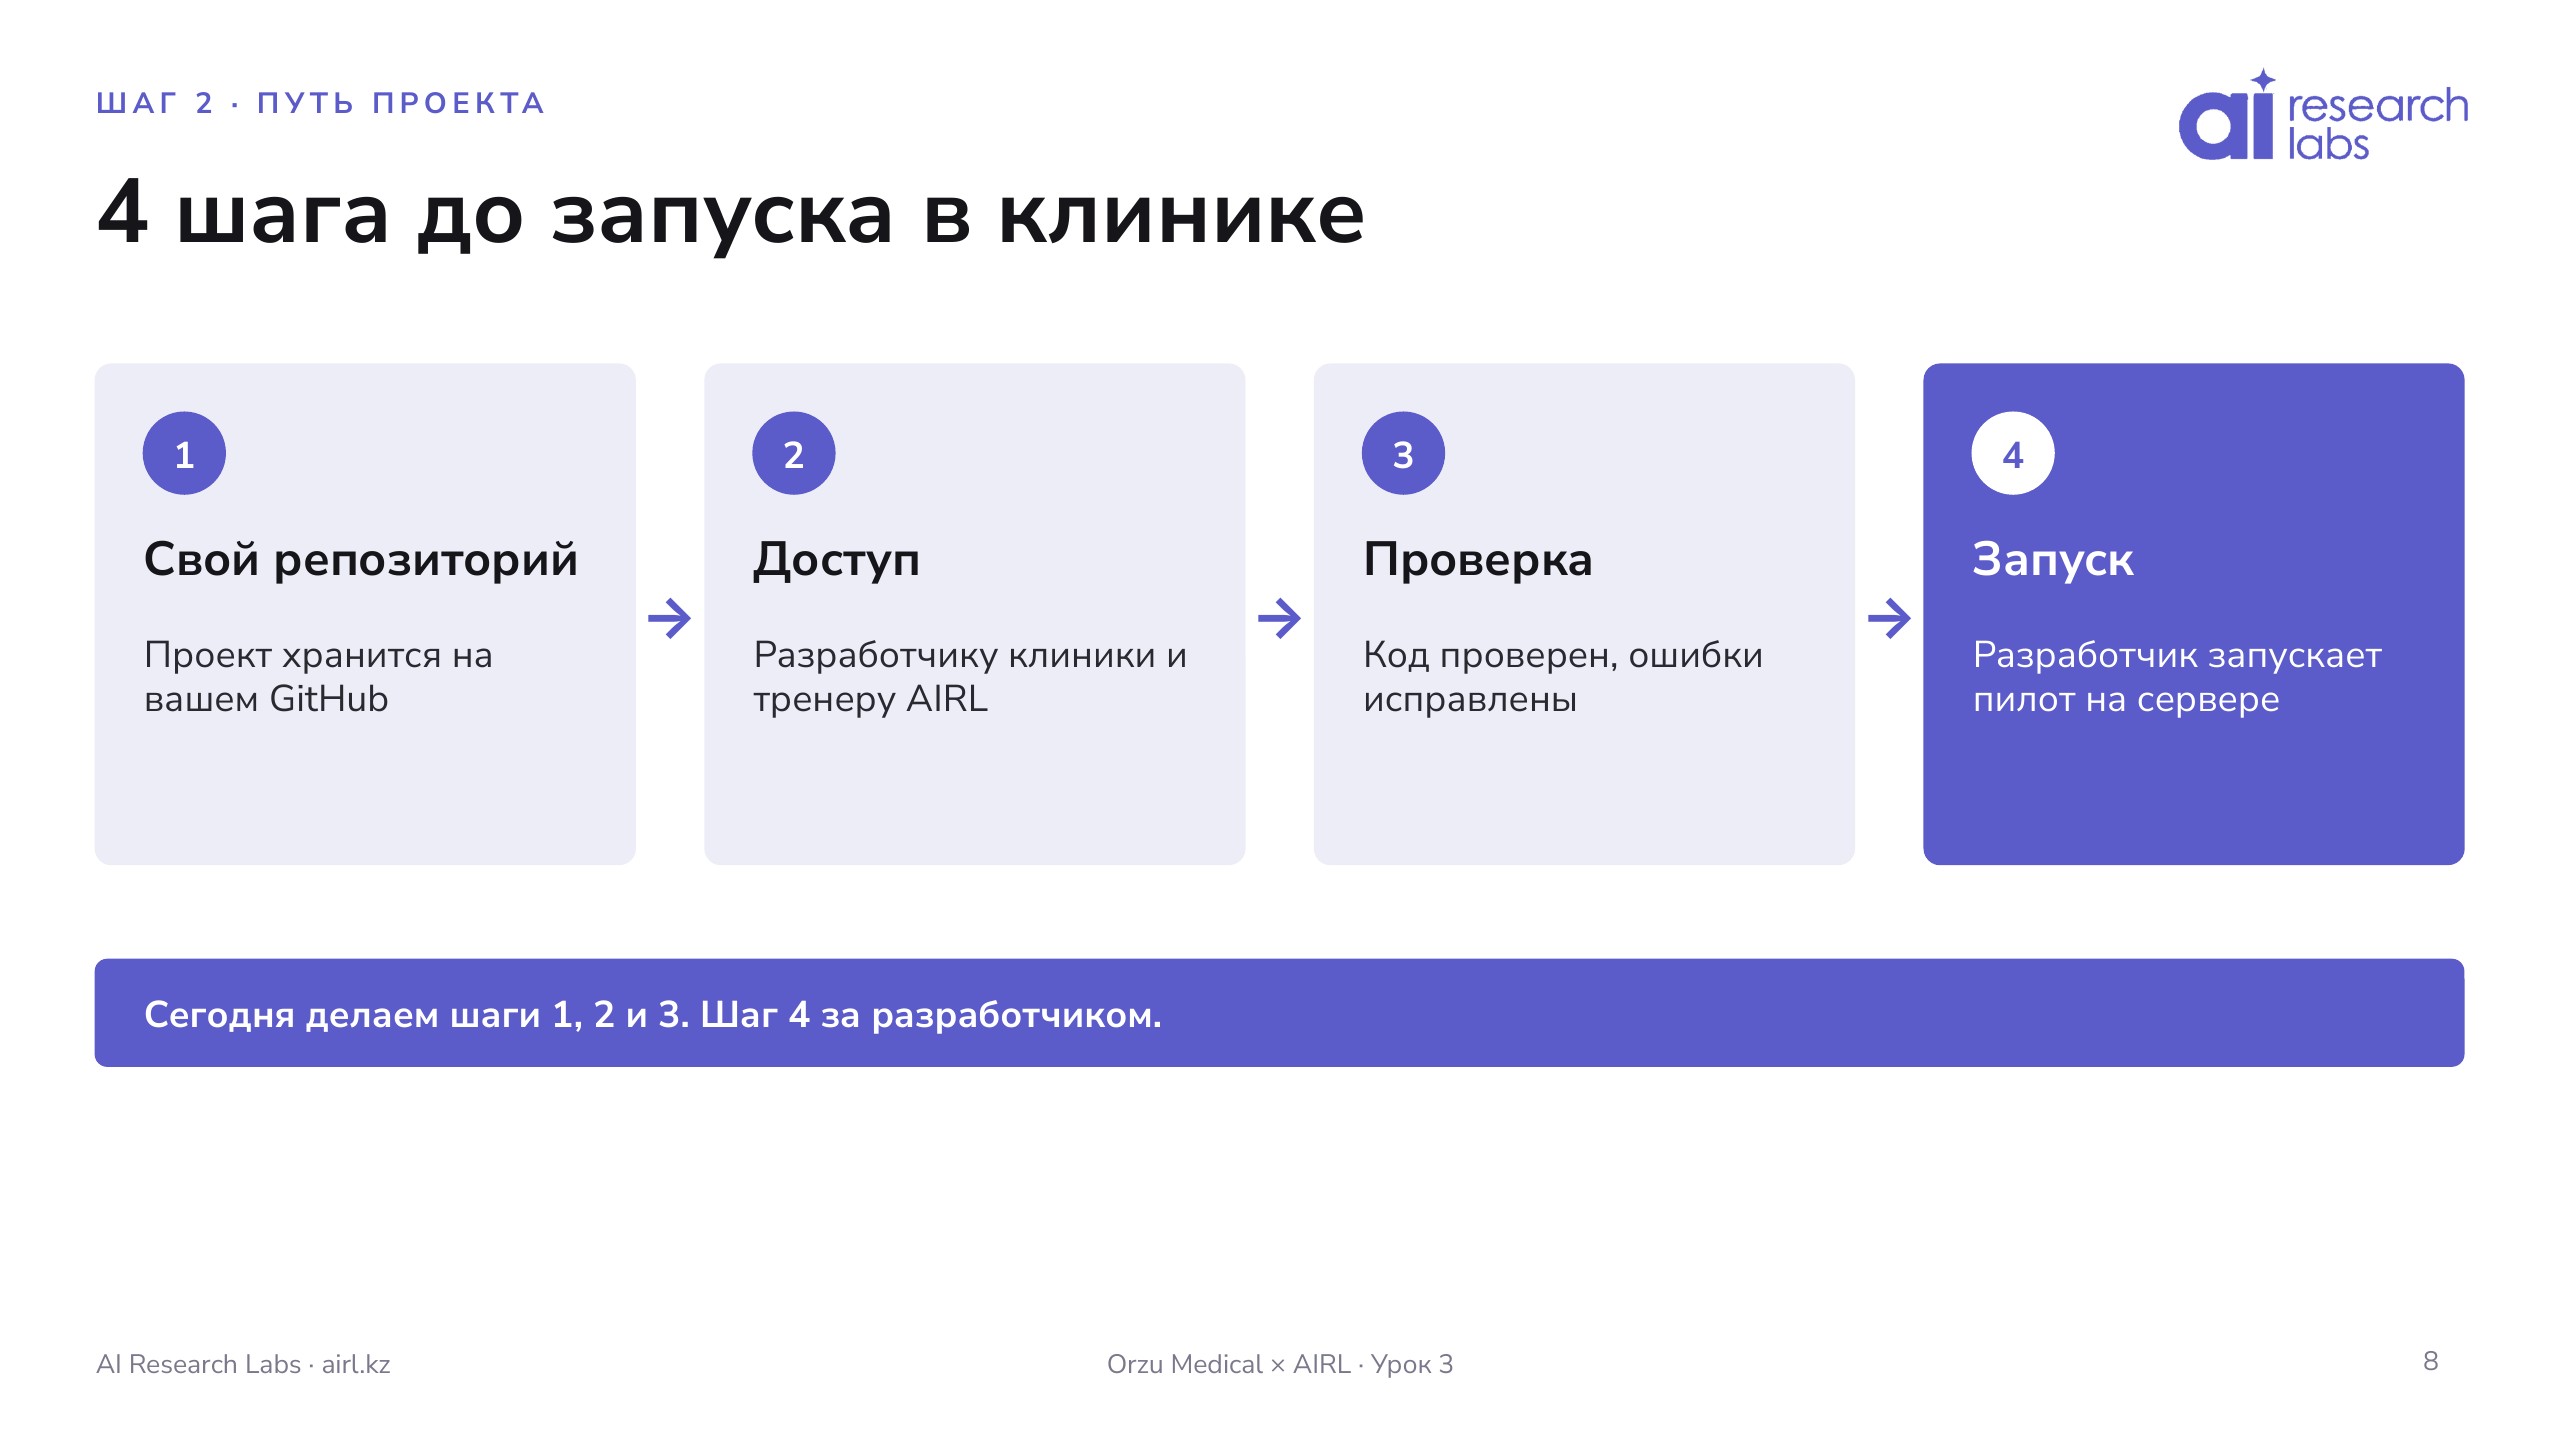 ШАГ 2 · ПУТЬ ПРОЕКТА
ai research
labs
4 шага до запуска в клинике
1
Свой репозиторий
Проект хранится на
вашем GitHub
→
2
Доступ
Разработчику клиники и
тренеру AIRL
→
3
Проверка
Код проверен, ошибки
исправлены
→
4
Запуск
Разработчик запускает
пилот на сервере
Сегодня делаем шаги 1, 2 и 3. Шаг 4 за разработчиком.
AI Research Labs · airl.kz
Orzu Medical × AIRL · Урок 3
8